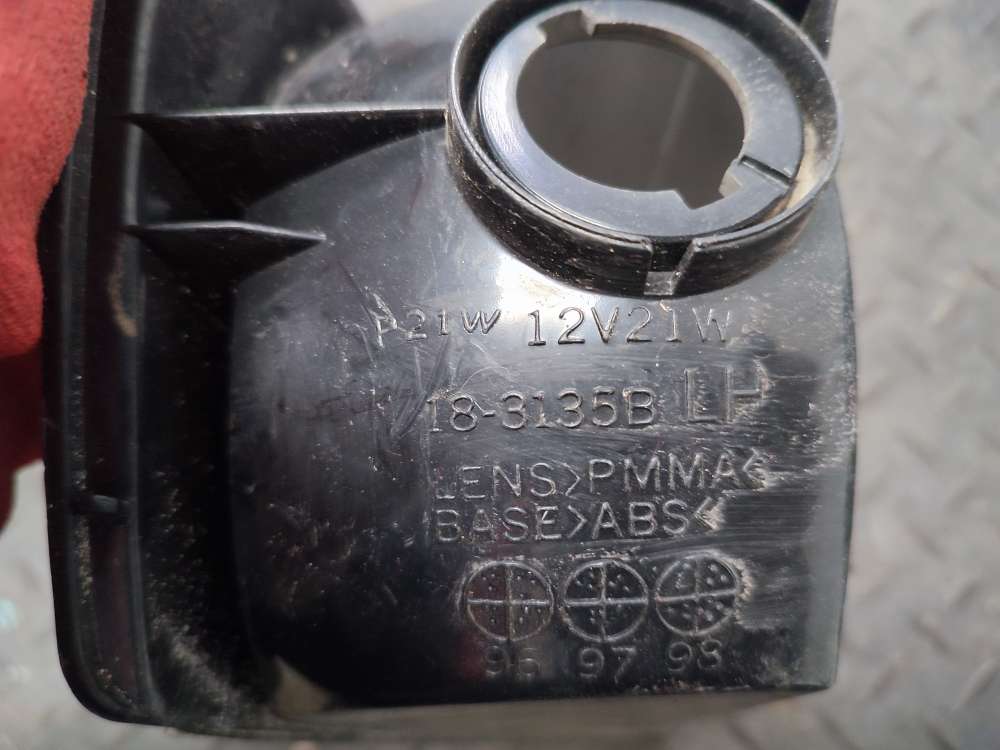 P21W 12V21W
18-3135B LH
LENS>PMMA<
BASE>ABS<
96 97 98